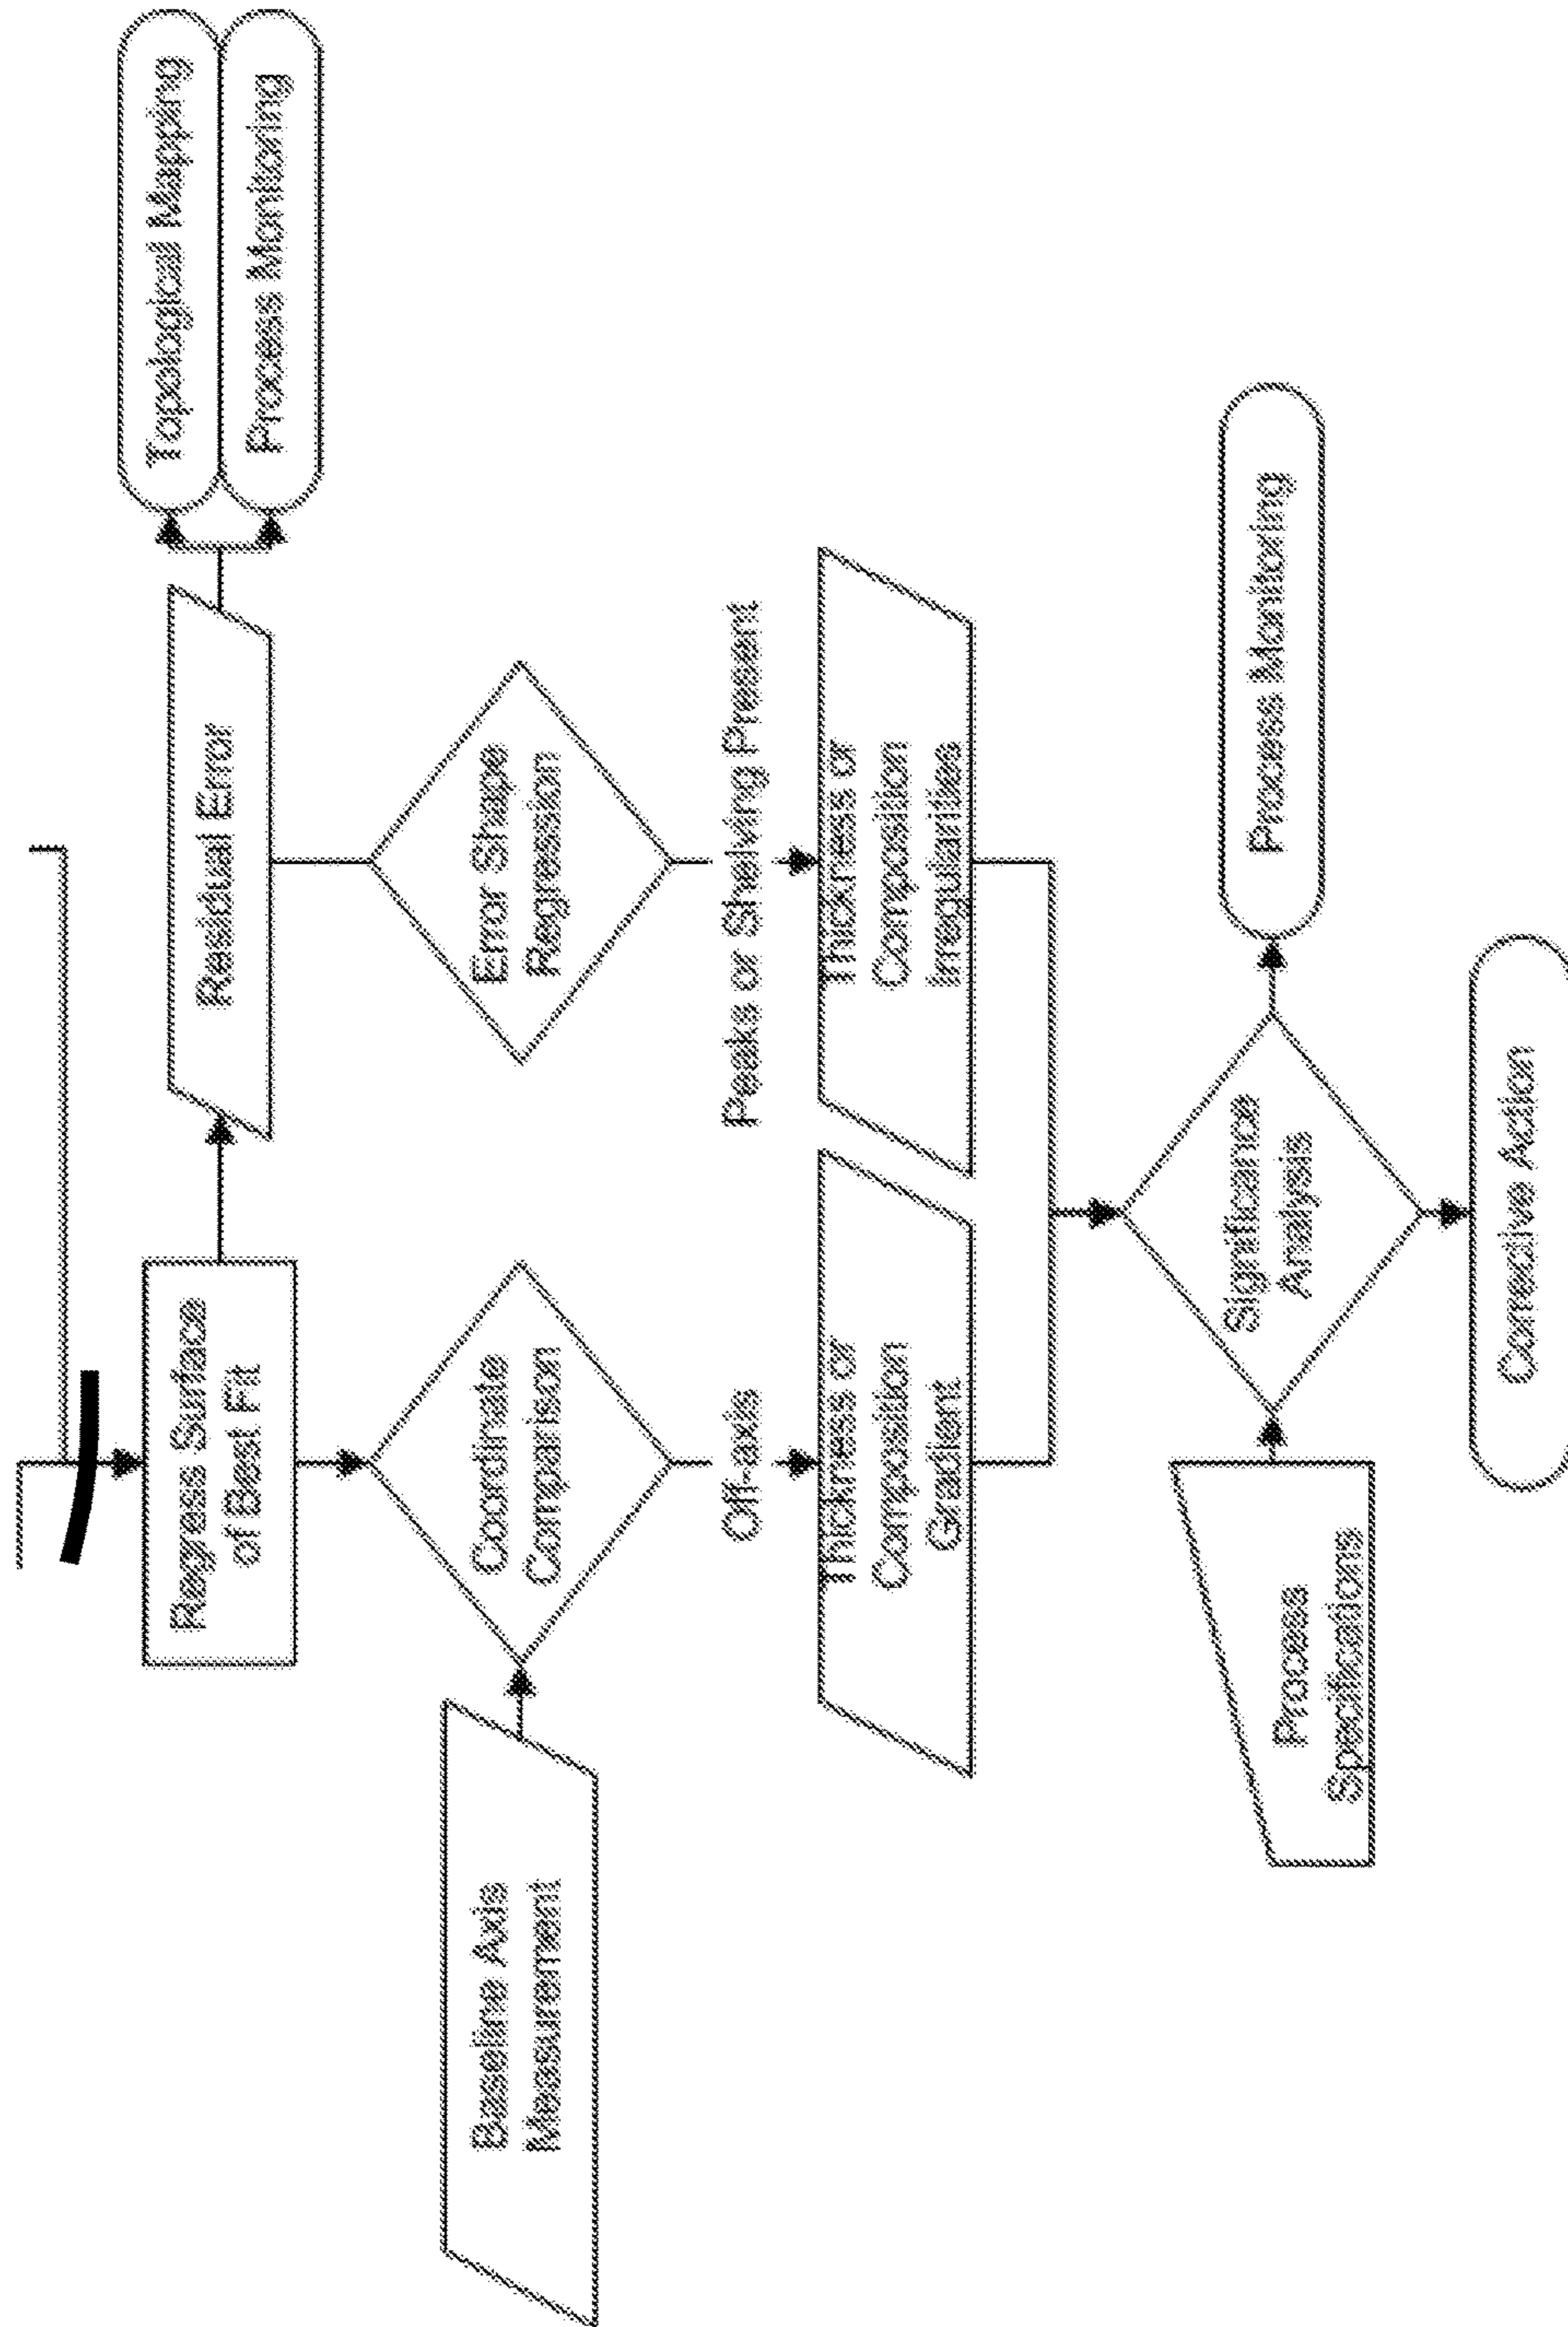 Regress Surface
of Best Fit
Residual Error
Topological Mapping
Process Monitoring
Baseline Axis
Measurement
Coordinate
Comparison
Error Shape
Regression
Off-axis
Peaks or Shelving Present
Thickness or
Composition
Gradient
Thickness or
Composition
Irregularities
Process
Specifications
Significance
Analysis
Process Monitoring
Corrective Action